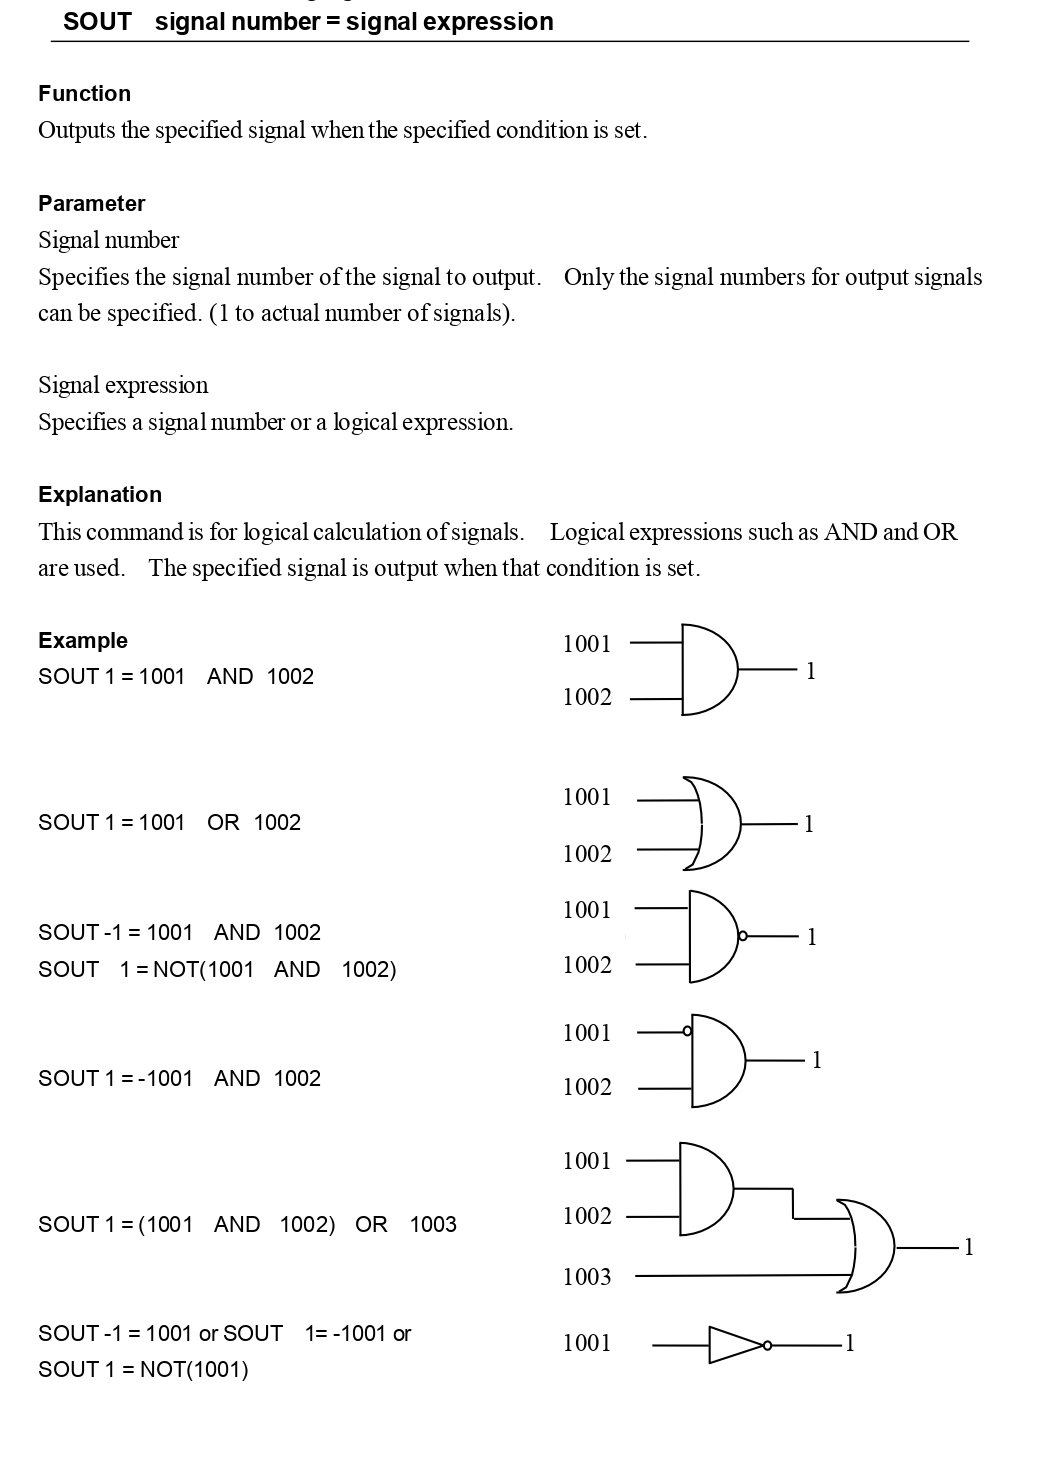 SOUT signal number = signal expression
Function
Outputs the specified signal when the specified condition is set.
Parameter
Signal number
Specifies the signal number of the signal to output. Only the signal numbers for output signals
can be specified. (1 to actual number of signals).
Signal expression
Specifies a signal number or a logical expression.
Explanation
This command is for logical calculation of signals. Logical expressions such as AND and OR
are used. The specified signal is output when that condition is set.
Example
SOUT 1 = 1001 AND 1002
1001
1002
1
SOUT 1 = 1001 OR 1002
1001
1002
1
SOUT -1 = 1001 AND 1002
SOUT 1 = NOT(1001 AND 1002)
1001
1002
1
SOUT 1 = -1001 AND 1002
1001
1002
1
SOUT 1 = (1001 AND 1002) OR 1003
1001
1002
1003
1
SOUT -1 = 1001 or SOUT 1= -1001 or
SOUT 1 = NOT(1001)
1001
1